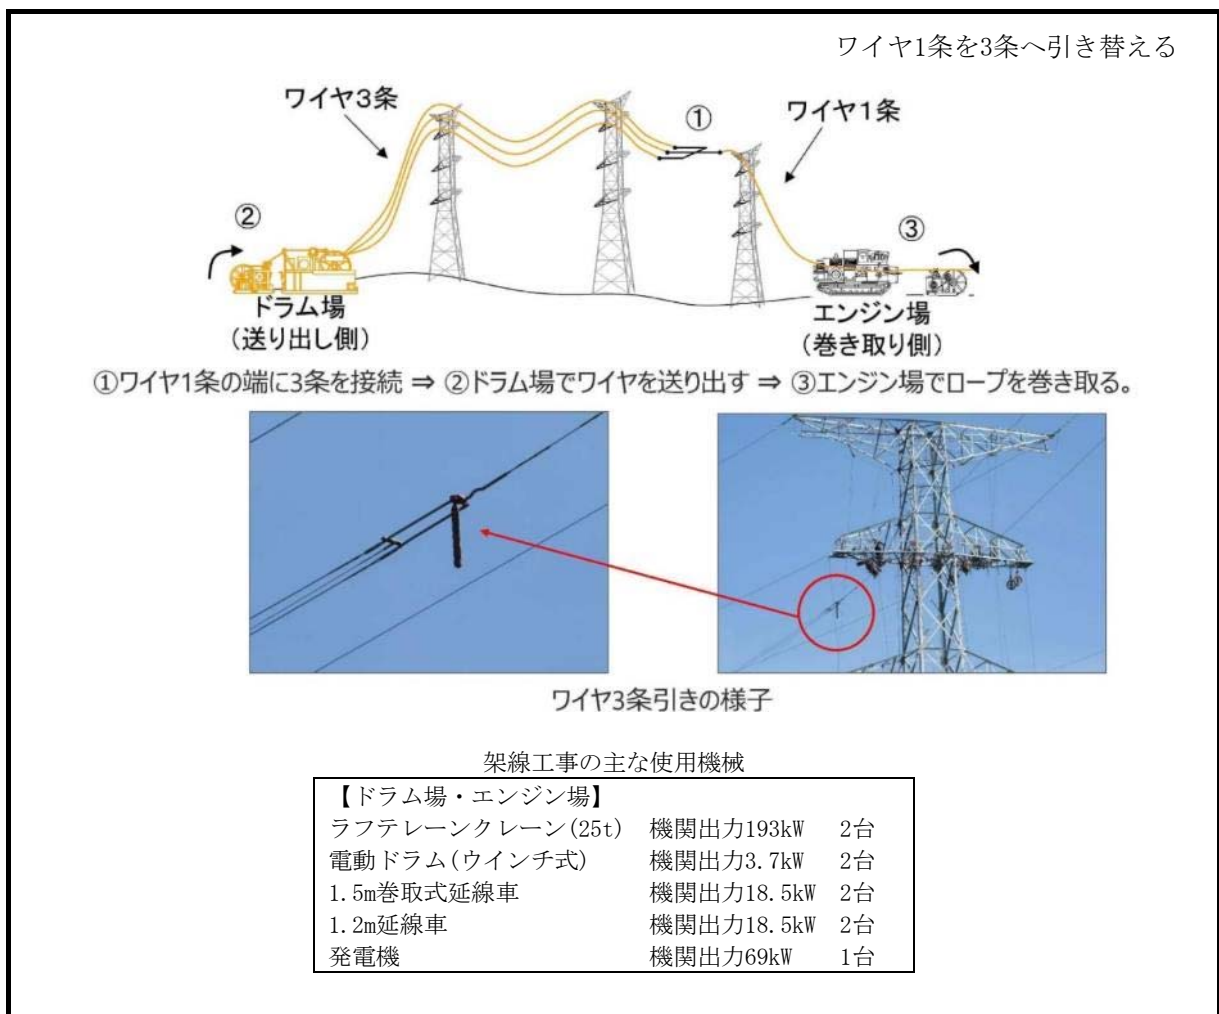 ワイヤ1条を3条へ引き替える
ワイヤ3条
①
ワイヤ1条
②
③
ドラム場
(送り出し側)
エンジン場
(巻き取り側)
①ワイヤ1条の端に3条を接続 ⇒ ②ドラム場でワイヤを送り出す ⇒ ③エンジン場でロープを巻き取る。
ワイヤ3条引きの様子
架線工事の主な使用機械
【ドラム場・エンジン場】
ラフテレーンクレーン(25t) 機関出力193kW 2台
電動ドラム(ウインチ式) 機関出力3.7kW 2台
1.5m巻取式延線車 機関出力18.5kW 2台
1.2m延線車 機関出力18.5kW 2台
発電機 機関出力69kW 1台